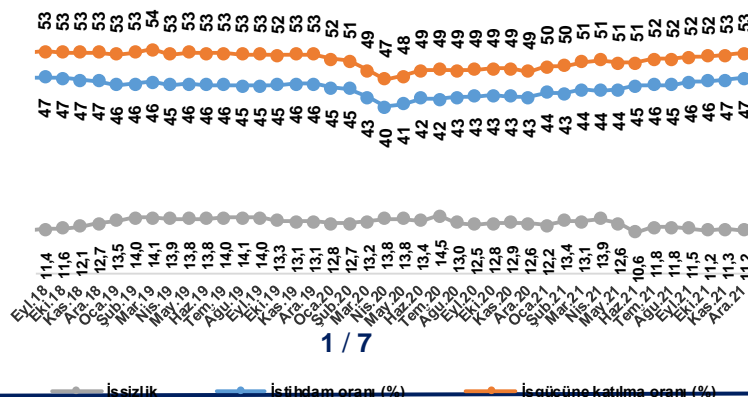 53 53 53 53 53 53 54 53 53 53 53 53 53 52 53 53 52 51 49 47 48 49 49 49 49 49 49 49 50 50 51 51 51 51 52 52 52 52 53 53
47 47 47 47 46 46 46 45 46 46 46 45 45 45 46 46 45 45 43 40 41 42 42 43 43 43 43 43 44 43 44 44 44 45 46 45 46 46 47 47
11,4 11,6 12,1 12,7 13,5 14,0 14,1 13,9 13,8 13,8 14,0 14,1 14,0 13,3 13,1 13,1 12,8 12,7 13,2 13,8 13,8 13,4 14,5 13,0 12,5 12,8 12,9 12,6 12,2 13,4 13,1 13,9 12,6 10,6 11,8 11,8 11,5 11,2 11,3 11,2
Eyl.18 Eki.18 Kas.18 Ara.18 Oca.19 Şub.19 Mar.19 Nis.19 May.19 Haz.19 Tem.19 Ağu.19 Eyl.19 Eki.19 Kas.19 Ara.19 Oca.20 Şub.20 Mar.20 Nis.20 May.20 Haz.20 Tem.20 Ağu.20 Eyl.20 Eki.20 Kas.20 Ara.20 Oca.21 Şub.21 Mar.21 Nis.21 May.21 Haz.21 Tem.21 Ağu.21 Eyl.21 Eki.21 Kas.21 Ara.21
1 / 7
İşsizlik İstihdam oranı (%) İşgücüne katılma oranı (%)